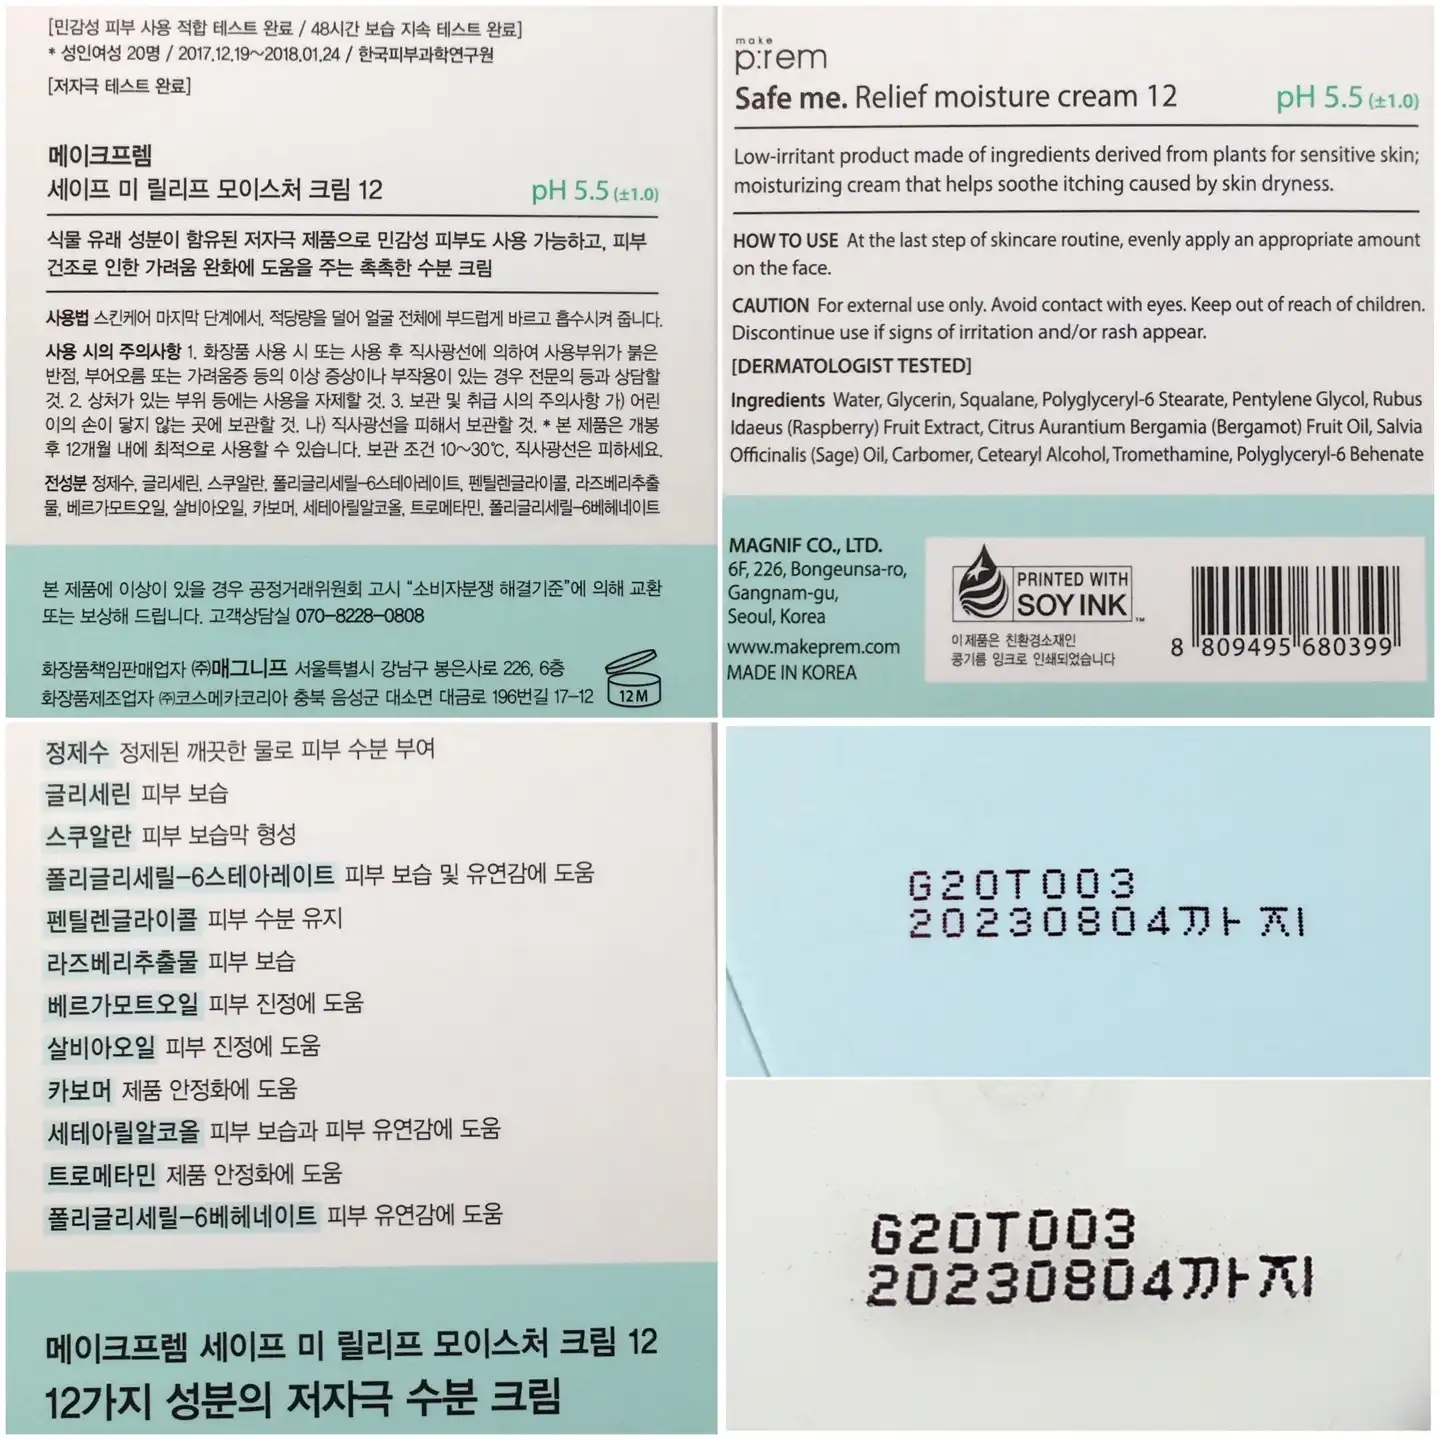 [민감성 피부 사용 적합 테스트 완료 / 48시간 보습 지속 테스트 완료]
* 성인여성 20명 / 2017.12.19~2018.01.24 / 한국피부과학연구원
[저자극 테스트 완료]
메이크프렘
세이프 미 릴리프 모이스처 크림 12 pH 5.5 (±1.0)
식물 유래 성분이 함유된 저자극 제품으로 민감성 피부도 사용 가능하고, 피부
건조로 인한 가려움 완화에 도움을 주는 촉촉한 수분 크림
사용법 스킨케어 마지막 단계에서, 적당량을 덜어 얼굴 전체에 부드럽게 바르고 흡수시켜 줍니다.
사용 시의 주의사항 1. 화장품 사용 시 또는 사용 후 직사광선에 의하여 사용부위가 붉은
반점, 부어오름 또는 가려움증 등의 이상 증상이나 부작용이 있는 경우 전문의 등과 상담할
것. 2. 상처가 있는 부위 등에는 사용을 자제할 것. 3. 보관 및 취급 시의 주의사항 가) 어린
이의 손이 닿지 않는 곳에 보관할 것. 나) 직사광선을 피해서 보관할 것. * 본 제품은 개봉
후 12개월 내에 최적으로 사용할 수 있습니다. 보관 조건 10~30℃, 직사광선은 피하세요.
전성분 정제수, 글리세린, 스쿠알란, 폴리글리세릴-6스테아레이트, 펜틸렌글라이콜, 라즈베리추출
물, 베르가모트오일, 살비아오일, 카보머, 세테아릴알코올, 트로메타민, 폴리글리세릴-6베헤네이트
본 제품에 이상이 있을 경우 공정거래위원회 고시 "소비자분쟁 해결기준"에 의해 교환
또는 보상해 드립니다. 고객상담실 070-8228-0808
화장품책임판매업자 ㈜매그니프 서울특별시 강남구 봉은사로 226, 6층
화장품제조업자 ㈜코스메카코리아 충북 음성군 대소면 대금로 196번길 17-12
12M
make
p:rem
Safe me. Relief moisture cream 12 pH 5.5 (±1.0)
Low-irritant product made of ingredients derived from plants for sensitive skin;
moisturizing cream that helps soothe itching caused by skin dryness.
HOW TO USE At the last step of skincare routine, evenly apply an appropriate amount
on the face.
CAUTION For external use only. Avoid contact with eyes. Keep out of reach of children.
Discontinue use if signs of irritation and/or rash appear.
[DERMATOLOGIST TESTED]
Ingredients Water, Glycerin, Squalane, Polyglyceryl-6 Stearate, Pentylene Glycol, Rubus
Idaeus (Raspberry) Fruit Extract, Citrus Aurantium Bergamia (Bergamot) Fruit Oil, Salvia
Officinalis (Sage) Oil, Carbomer, Cetearyl Alcohol, Tromethamine, Polyglyceryl-6 Behenate
MAGNIF CO., LTD.
6F, 226, Bongeunsa-ro,
Gangnam-gu,
Seoul, Korea
www.makeprem.com
MADE IN KOREA
PRINTED WITH
SOY INK™
이 제품은 친환경소재인
콩기름 잉크로 인쇄되었습니다
8 809495 680399
정제수 정제된 깨끗한 물로 피부 수분 부여
글리세린 피부 보습
스쿠알란 피부 보습막 형성
폴리글리세릴-6스테아레이트 피부 보습 및 유연감에 도움
펜틸렌글라이콜 피부 수분 유지
라즈베리추출물 피부 보습
베르가모트오일 피부 진정에 도움
살비아오일 피부 진정에 도움
카보머 제품 안정화에 도움
세테아릴알코올 피부 보습과 피부 유연감에 도움
트로메타민 제품 안정화에 도움
폴리글리세릴-6베헤네이트 피부 유연감에 도움
메이크프렘 세이프 미 릴리프 모이스처 크림 12
12가지 성분의 저자극 수분 크림
G20T003
20230804까지
G20T003
20230804까지